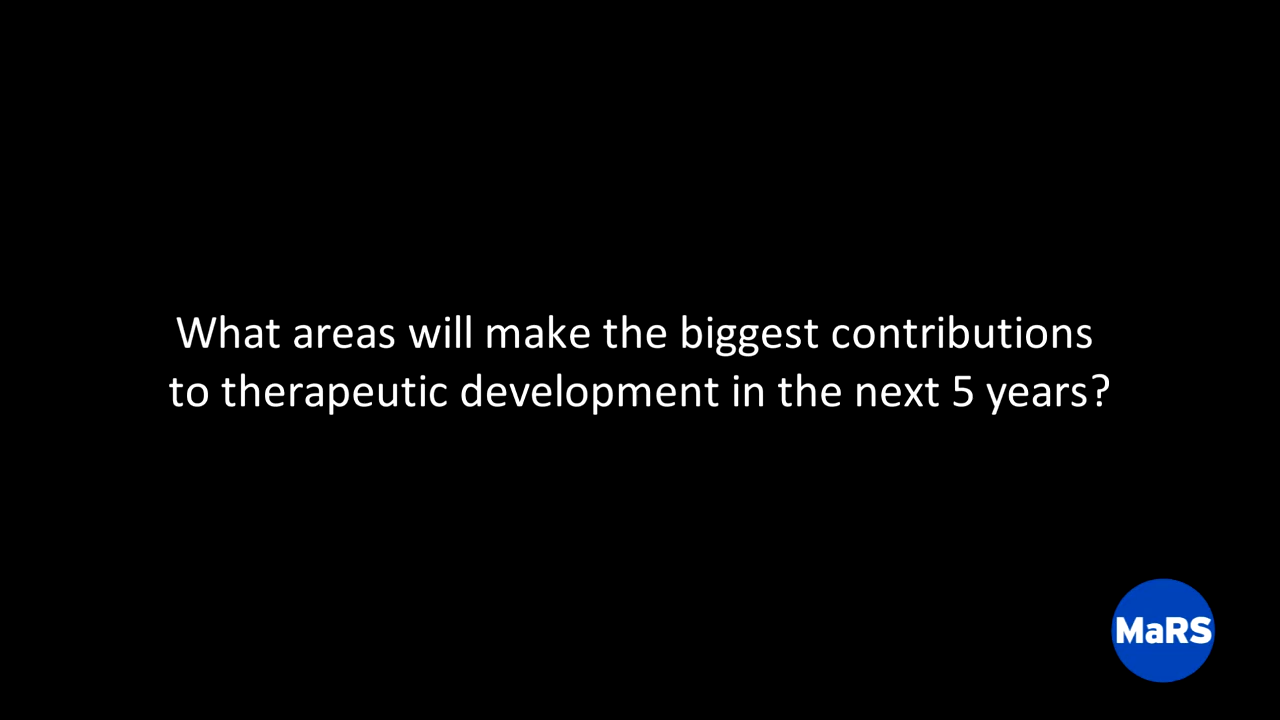 What areas will make the biggest contributions
to therapeutic development in the next 5 years?
MaRS